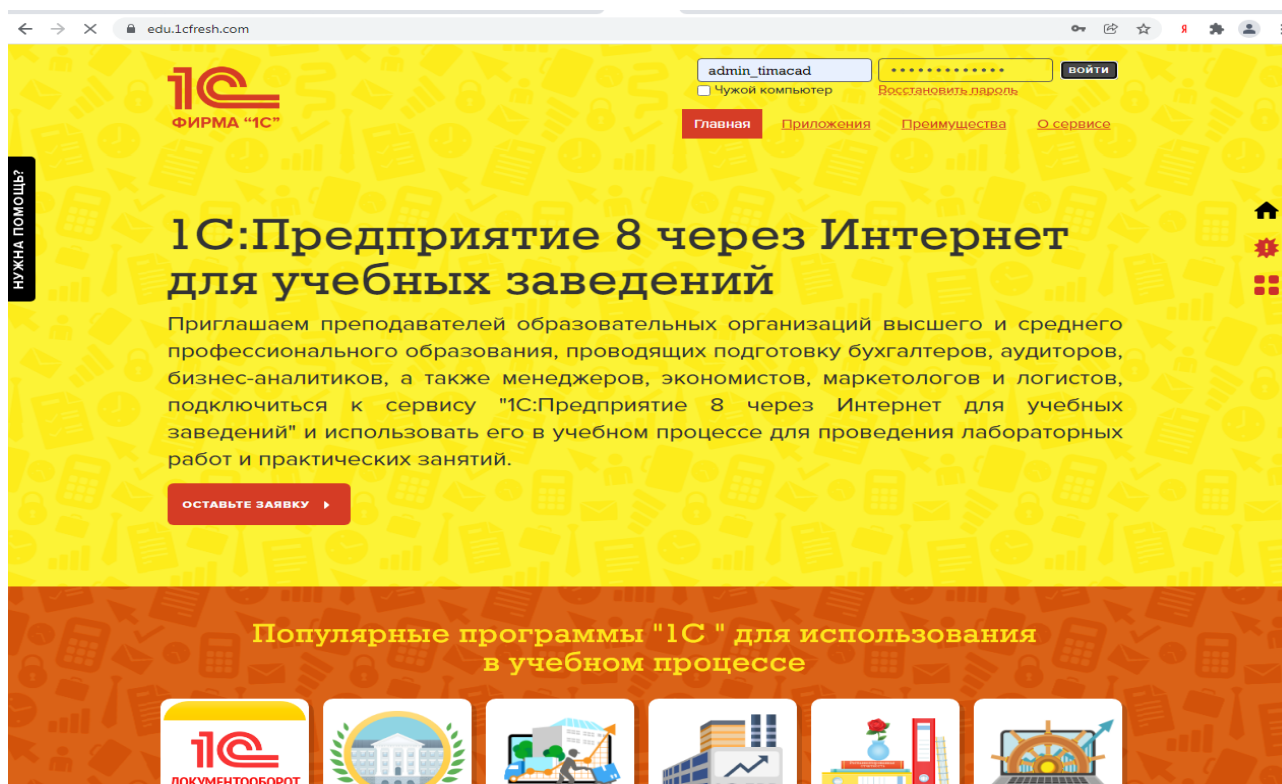 edu.1cfresh.com
Я
1С
ФИРМА "1С"
admin_timacad
•••••••••••••
ВОЙТИ
Чужой компьютер
Восстановить пароль
Главная
Приложения
Преимущества
О сервисе
НУЖНА ПОМОЩЬ?
1С:Предприятие 8 через Интернет
для учебных заведений
Приглашаем преподавателей образовательных организаций высшего и среднего
профессионального образования, проводящих подготовку бухгалтеров, аудиторов,
бизнес-аналитиков, а также менеджеров, экономистов, маркетологов и логистов,
подключиться к сервису "1С:Предприятие 8 через Интернет для учебных
заведений" и использовать его в учебном процессе для проведения лабораторных
работ и практических занятий.
ОСТАВЬТЕ ЗАЯВКУ
Популярные программы "1С " для использования
в учебном процессе
1С
ДОКУМЕНТООБОРОТ